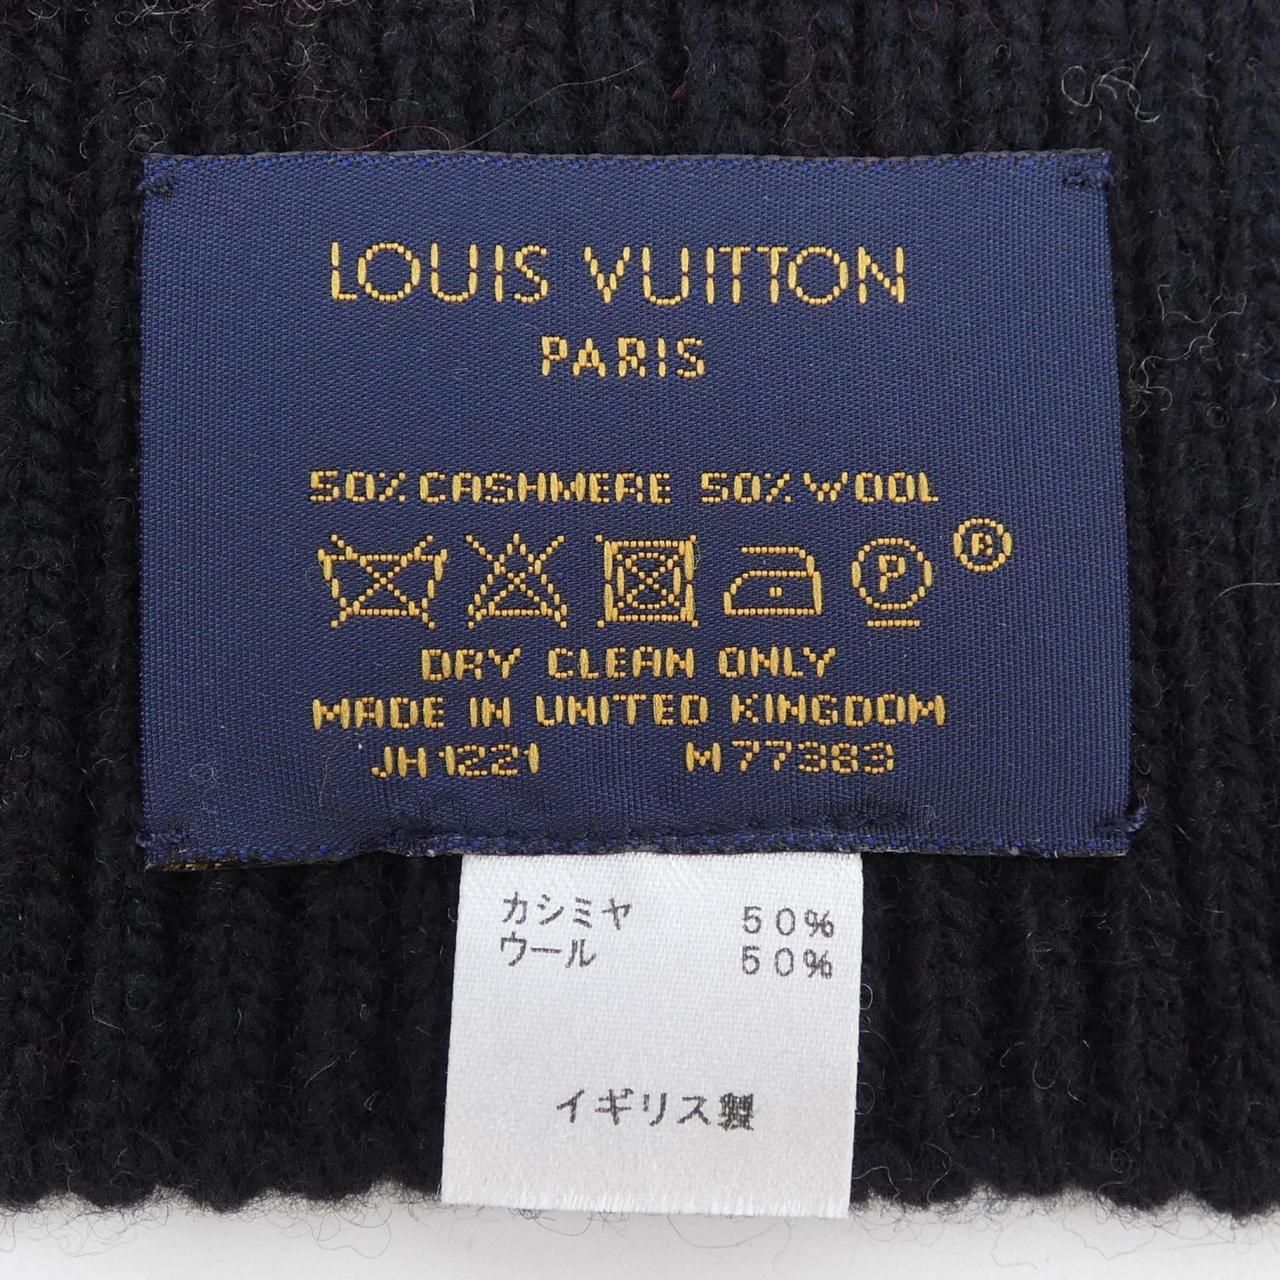 LOUIS VUITTON
PARIS
50% CASHMERE 50% WOOL
P
®
DRY CLEAN ONLY
MADE IN UNITED KINGDOM
JH1221 M77383
カシミヤ 50%
ウール 50%
イギリス製